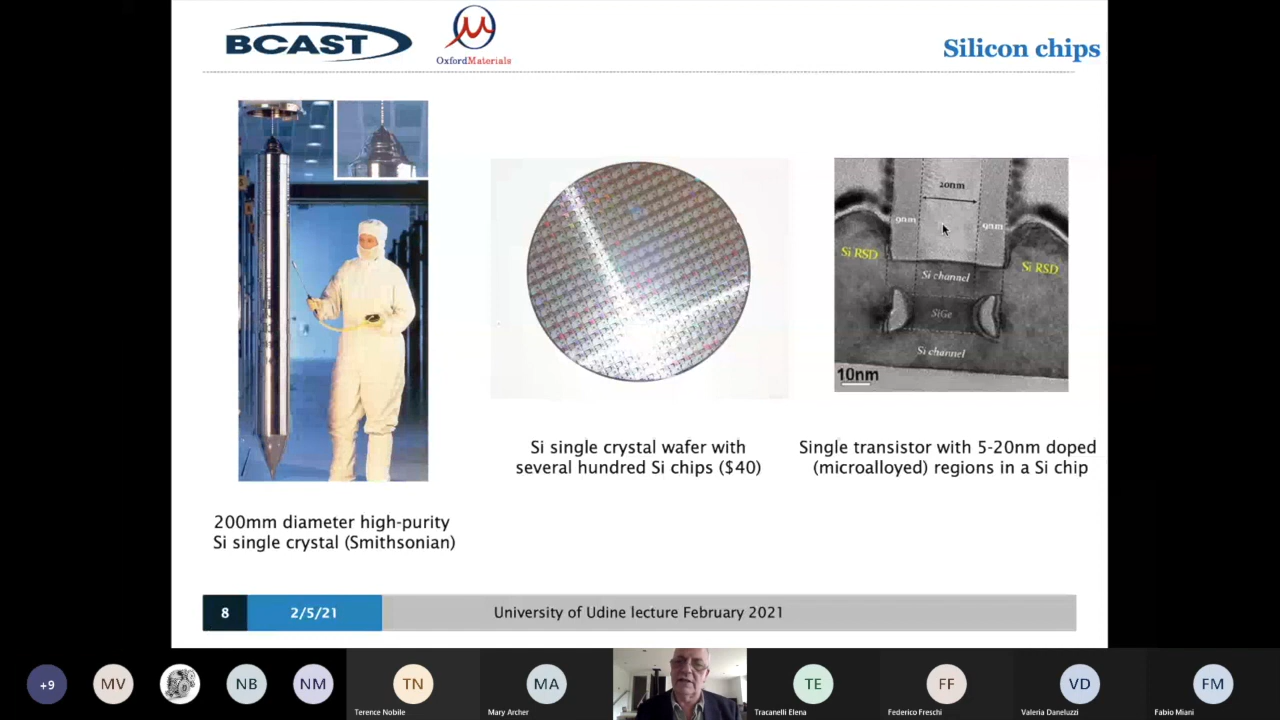 BCAST
OxfordMaterials
Silicon chips
20nm
9nm
9nm
Si RSD
Si RSD
Si channel
SiGe
Si channel
10nm
Si single crystal wafer with
several hundred Si chips ($40)
Single transistor with 5-20nm doped
(microalloyed) regions in a Si chip
200mm diameter high-purity
Si single crystal (Smithsonian)
8
2/5/21
University of Udine lecture February 2021
+9
MV
NB
NM
TN
MA
TE
FF
VD
FM
Terence Nobile
Mary Archer
Tracanelli Elena
Federico Freschi
Valeria Daneluzzi
Fabio Miani